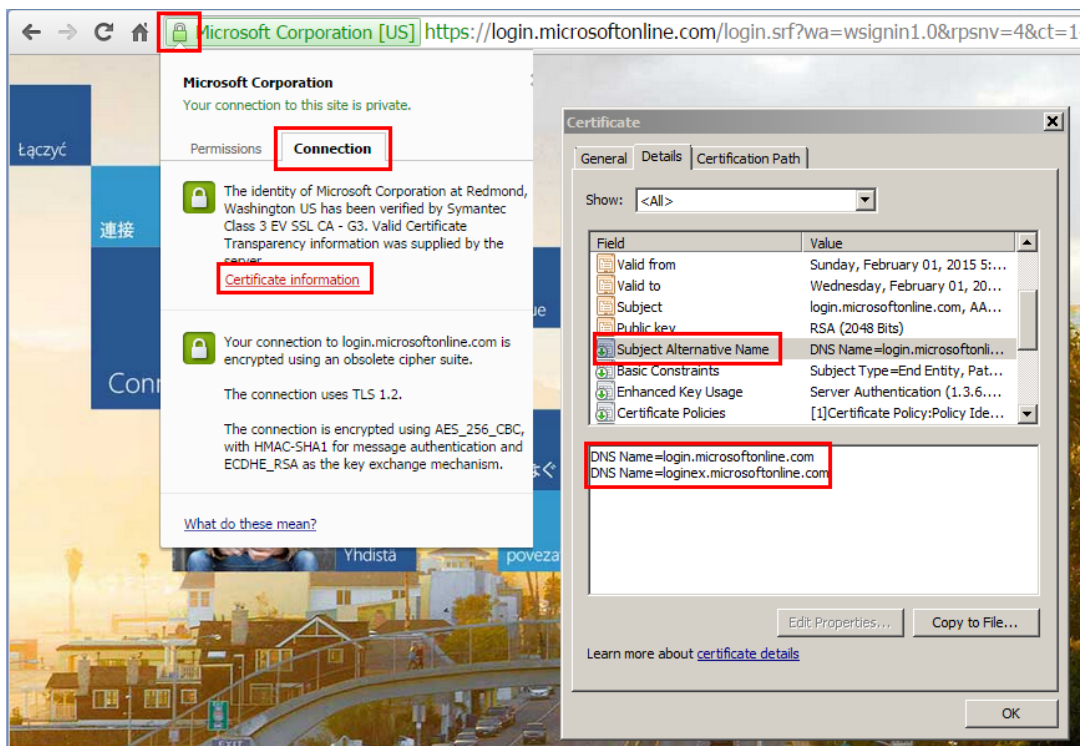 Microsoft Corporation [US] https://login.microsoftonline.com/login.srf?wa=wsignin1.0&rpsnv=4&ct=1
Microsoft Corporation
Your connection to this site is private.
Permissions
Connection
The identity of Microsoft Corporation at Redmond,
Washington US has been verified by Symantec
Class 3 EV SSL CA - G3. Valid Certificate
Transparency information was supplied by the
server.
Certificate information
Your connection to login.microsoftonline.com is
encrypted using an obsolete cipher suite.
The connection uses TLS 1.2.
The connection is encrypted using AES_256_CBC,
with HMAC-SHA1 for message authentication and
ECDHE_RSA as the key exchange mechanism.
What do these mean?
Łączyć
連接
Yhdistä
EXIT
Certificate
General Details Certification Path
Show: <All>
Field Value
Valid from Sunday, February 01, 2015 5:...
Valid to Wednesday, February 01, 20...
Subject login.microsoftonline.com, AA...
Public key RSA (2048 Bits)
Subject Alternative Name DNS Name=login.microsoftonli...
Basic Constraints Subject Type=End Entity, Pat...
Enhanced Key Usage Server Authentication (1.3.6....
Certificate Policies [1]Certificate Policy:Policy Ide...
DNS Name=login.microsoftonline.com
DNS Name=loginex.microsoftonline.com
Edit Properties... Copy to File...
Learn more about certificate details
OK